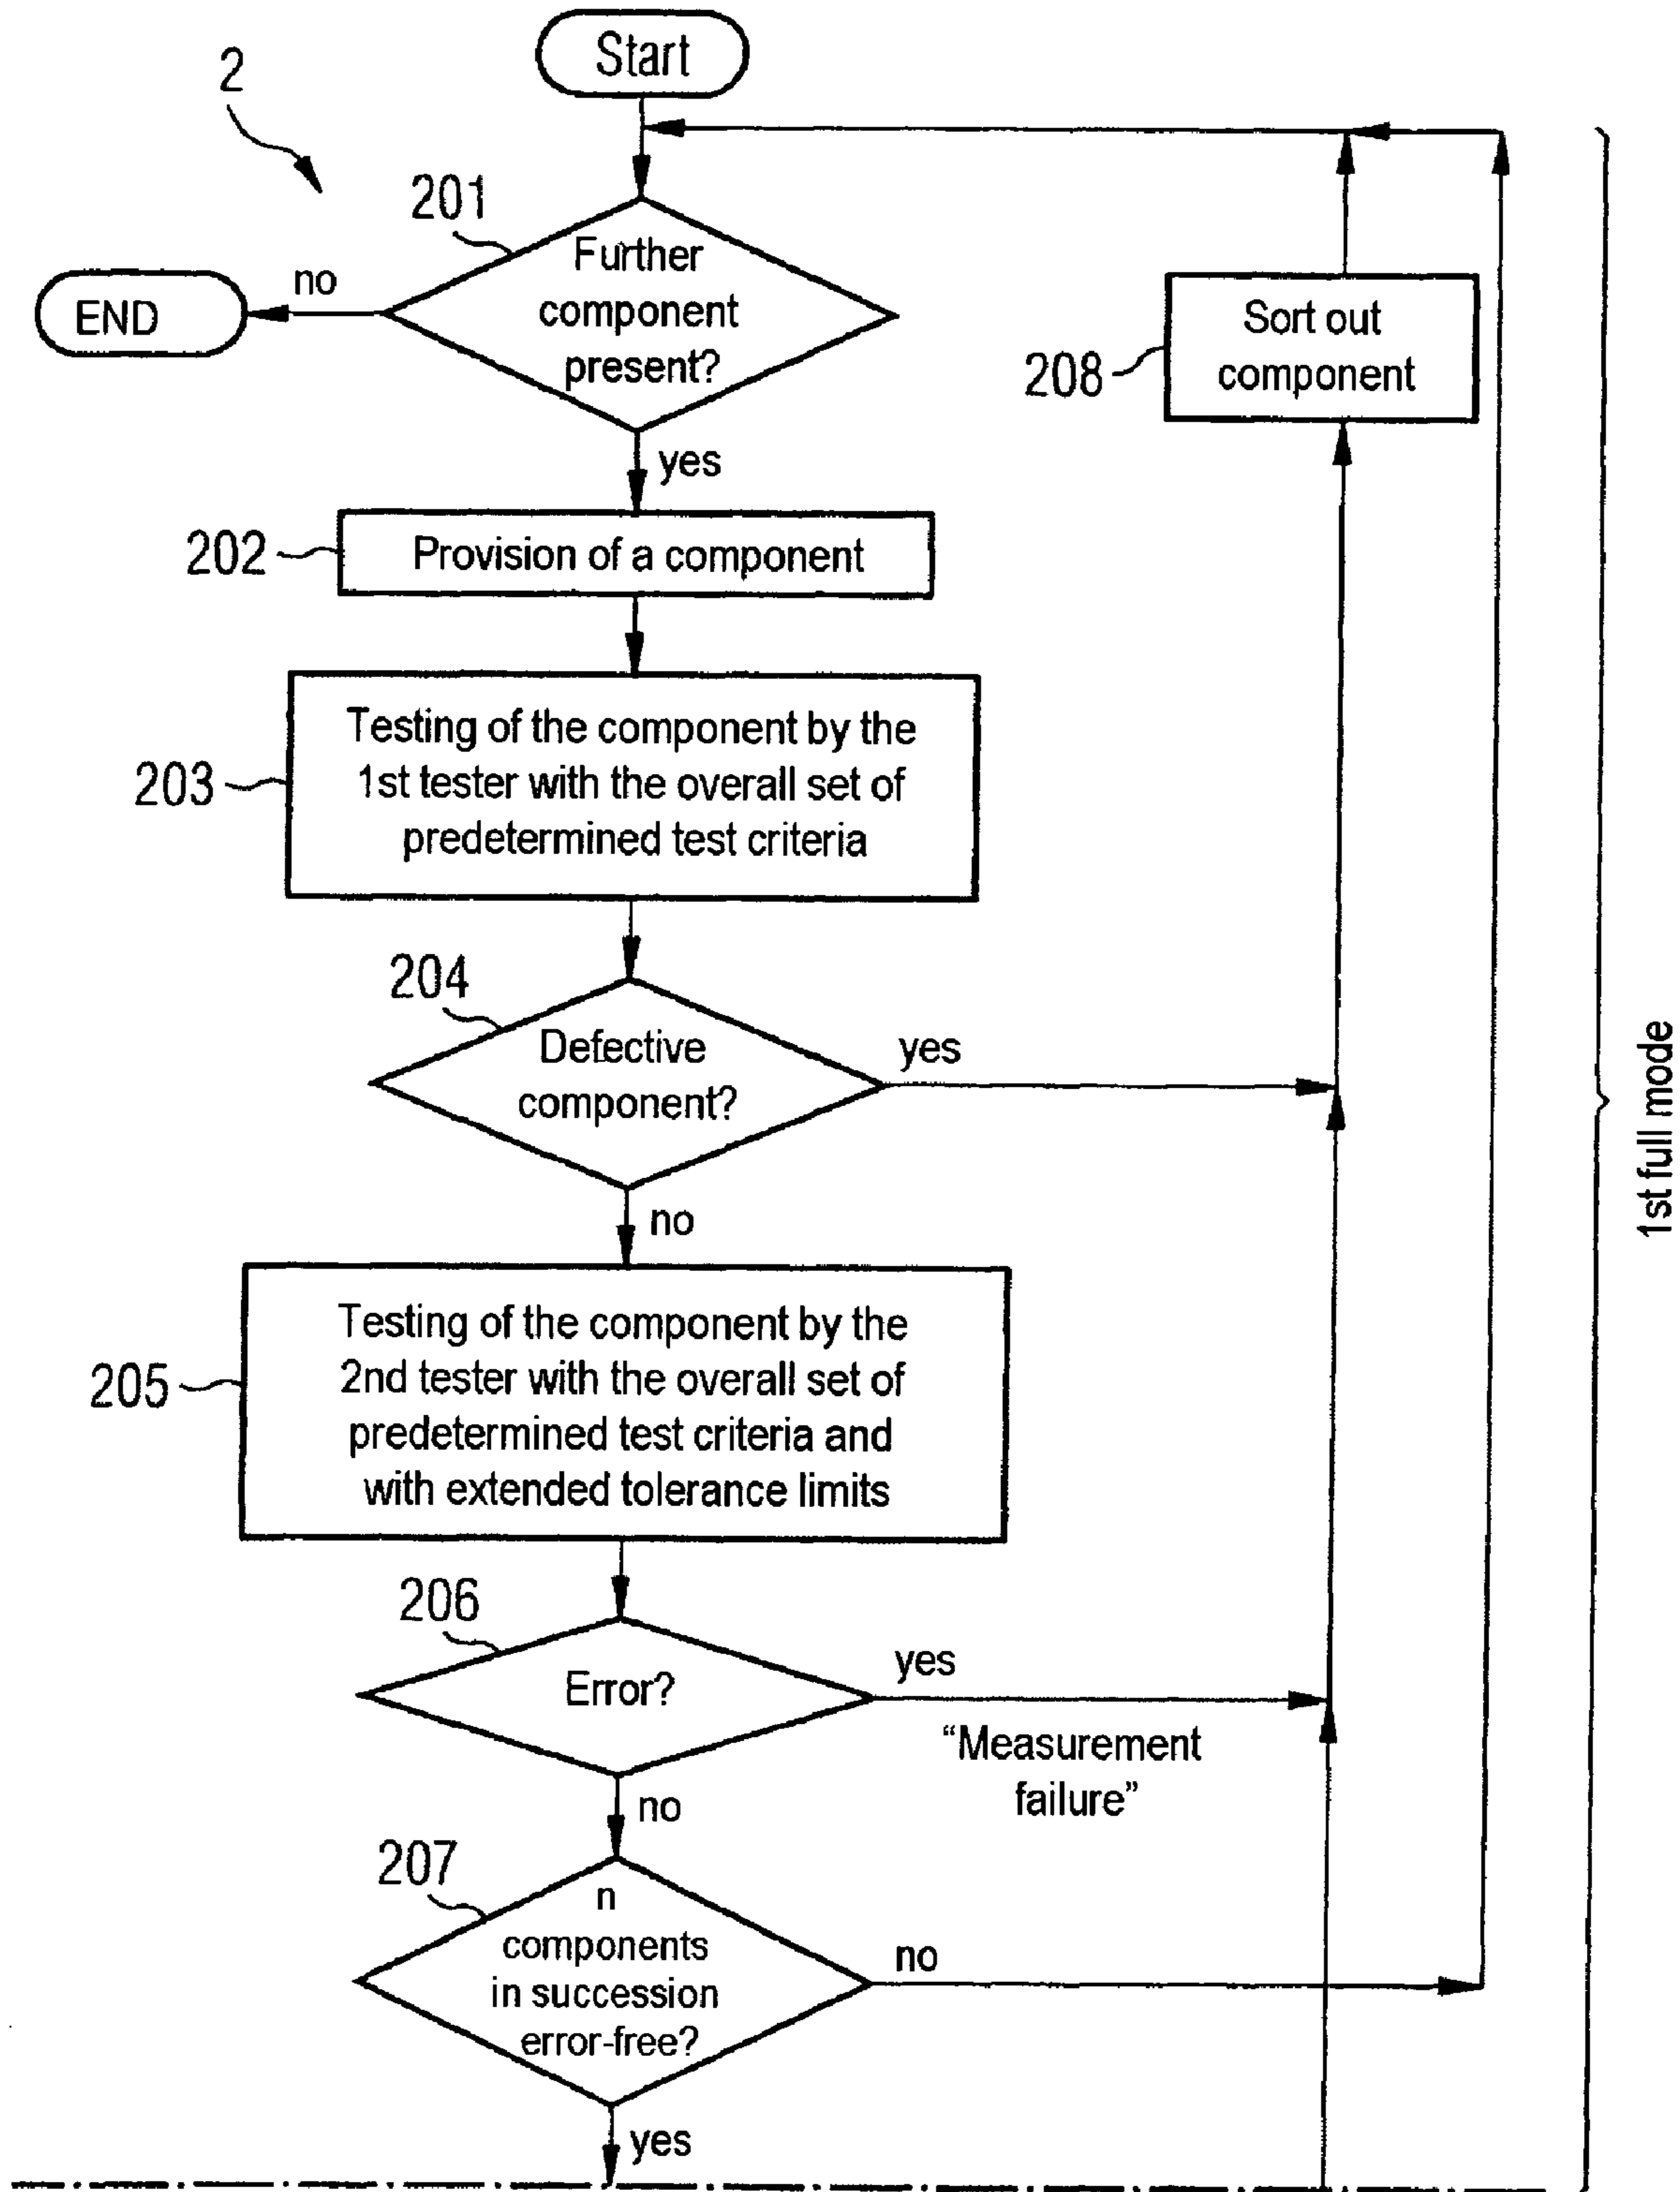 Start
2
201
Further
component
present?
no
END
yes
208
Sort out
component
202
Provision of a component
203
Testing of the component by the
1st tester with the overall set of
predetermined test criteria
204
Defective
component?
yes
no
205
Testing of the component by the
2nd tester with the overall set of
predetermined test criteria and
with extended tolerance limits
206
Error?
yes
“Measurement
failure”
no
207
n
components
in succession
error-free?
no
yes
1st full mode